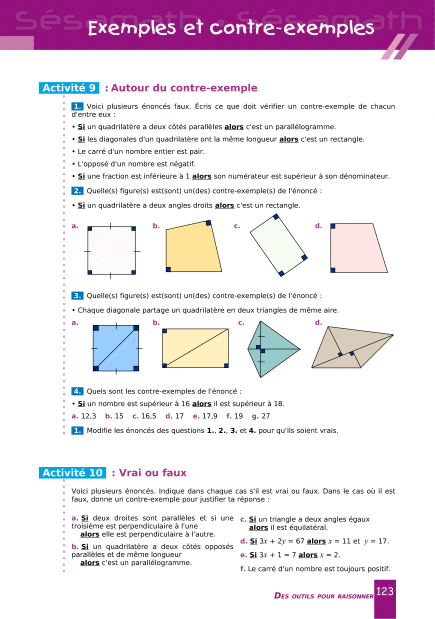 Sésamath • Sésamath
Exemples et contre-exemples
Activité 9 : Autour du contre-exemple
1. Voici plusieurs énoncés faux. Écris ce que doit vérifier un contre-exemple de chacun
d'entre eux :
• Si un quadrilatère a deux côtés parallèles alors c'est un parallélogramme.
• Si les diagonales d'un quadrilatère ont la même longueur alors c'est un rectangle.
• Le carré d'un nombre entier est pair.
• L'opposé d'un nombre est négatif.
• Si une fraction est inférieure à 1 alors son numérateur est supérieur à son dénominateur.
2. Quelle(s) figure(s) est(sont) un(des) contre-exemple(s) de l'énoncé :
• Si un quadrilatère a deux angles droits alors c'est un rectangle.
a. b. c. d.
3. Quelle(s) figure(s) est(sont) un(des) contre-exemple(s) de l'énoncé :
• Chaque diagonale partage un quadrilatère en deux triangles de même aire.
a. b. c. d.
4. Quels sont les contre-exemples de l'énoncé :
• Si un nombre est supérieur à 16 alors il est supérieur à 18.
a. 12,3 b. 15 c. 16,5 d. 17 e. 17,9 f. 19 g. 27
1. Modifie les énoncés des questions 1., 2., 3. et 4. pour qu'ils soient vrais.
Activité 10 : Vrai ou faux
Voici plusieurs énoncés. Indique dans chaque cas s'il est vrai ou faux. Dans le cas où il est
faux, donne un contre-exemple pour justifier ta réponse :
a. Si deux droites sont parallèles et si une
troisième est perpendiculaire à l'une
alors elle est perpendiculaire à l'autre.
b. Si un quadrilatère a deux côtés opposés
parallèles et de même longueur
alors c'est un parallélogramme.
c. Si un triangle a deux angles égaux
alors il est équilatéral.
d. Si 3x + 2y = 67 alors x = 11 et y = 17.
e. Si 3x + 1 = 7 alors x = 2.
f. Le carré d'un nombre est toujours positif.
DES OUTILS POUR RAISONNER 123